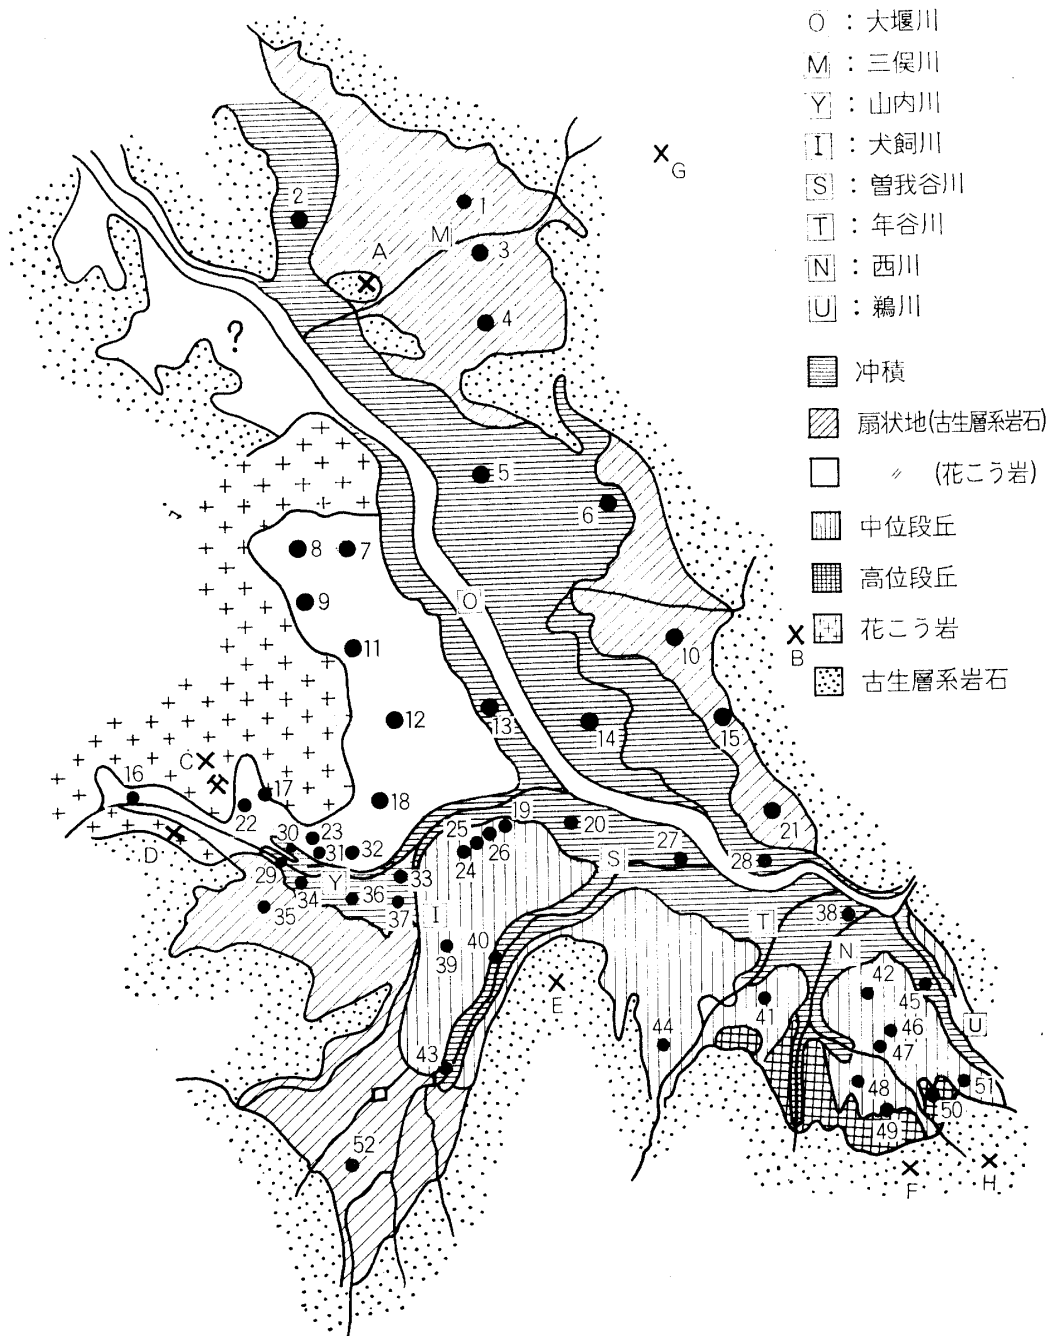 O : 大堰川
M : 三俣川
Y : 山内川
I : 犬飼川
S : 曽我谷川
T : 年谷川
N : 西川
U : 鵜川
冲積
扇状地(古生層系岩石)
〃 (花こう岩)
中位段丘
高位段丘
花こう岩
古生層系岩石
G
2
1
A
M
3
4
?
5
6
8
7
9
O
10
B
11
12
13
14
15
C
16
17
22
18
21
19
20
25
26
24
27
28
S
D
30
23
31
32
29
33
34
Y
36
37
35
I
T
38
N
39
40
E
42
45
41
46
U
44
47
43
48
51
50
49
52
F
H